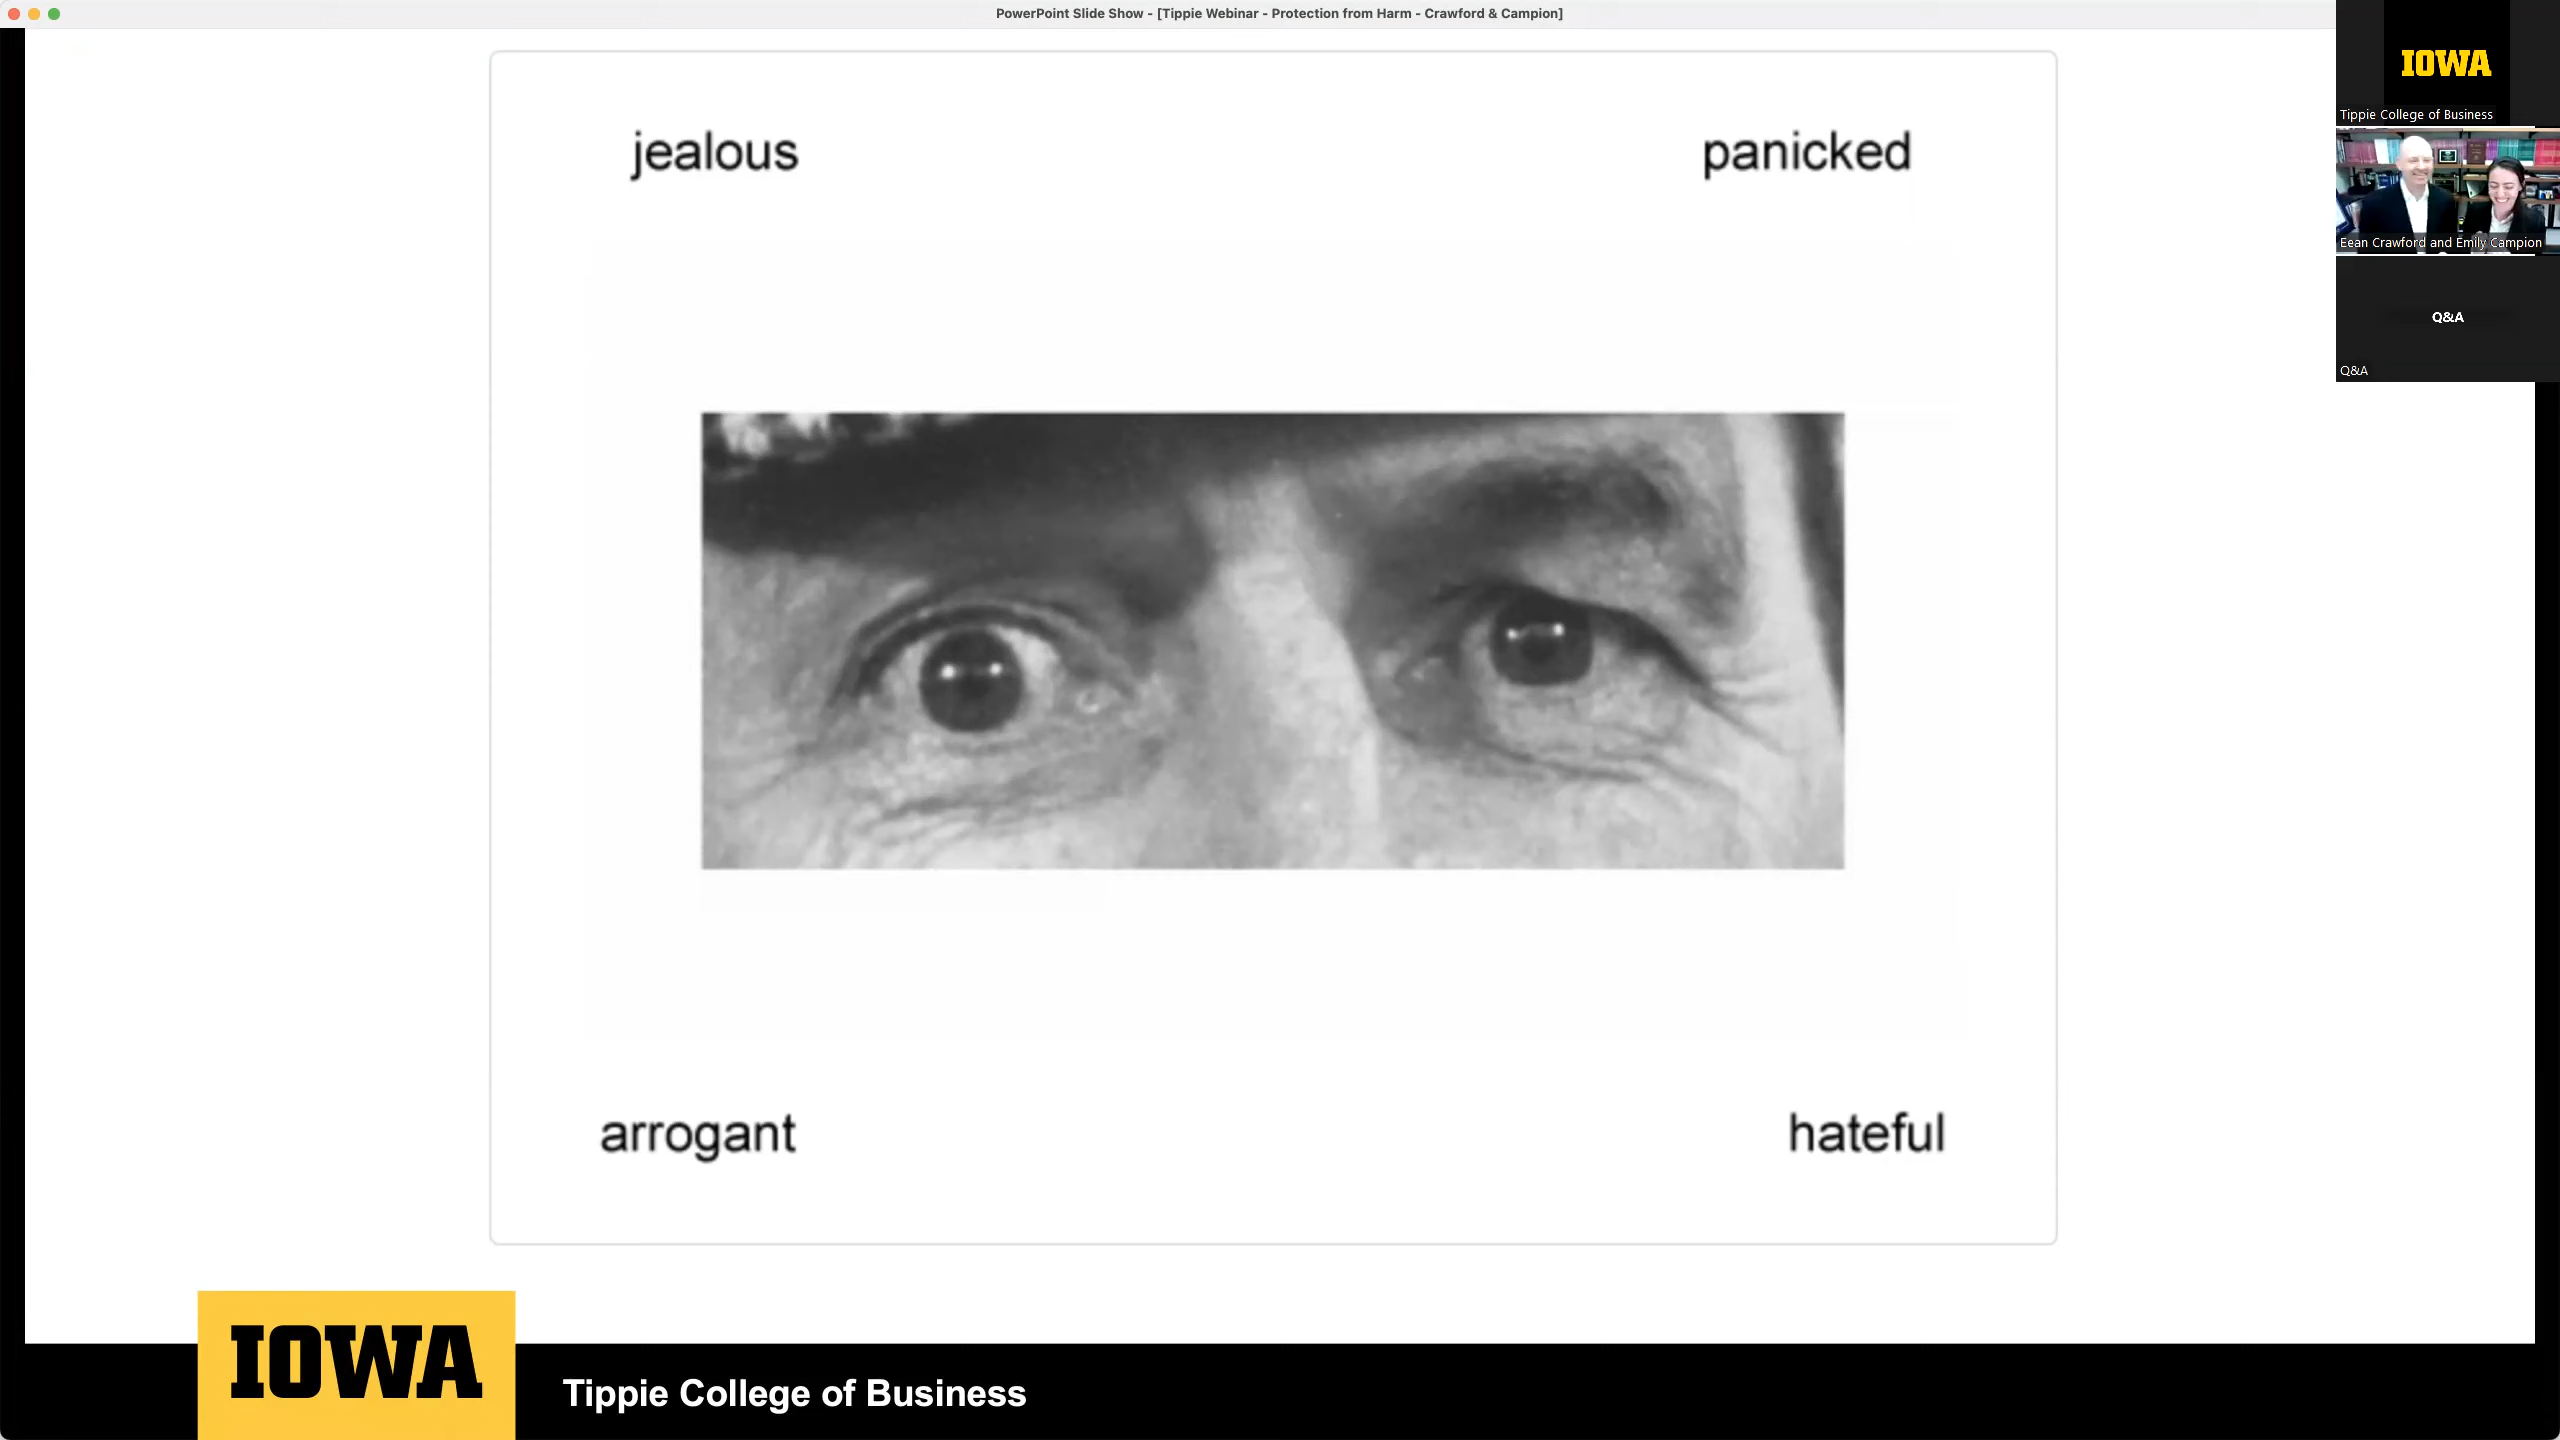 PowerPoint Slide Show - [Tippie Webinar - Protection from Harm - Crawford & Campion]
IOWA
Tippie College of Business
Eean Crawford and Emily Campion
Q&A
Q&A
jealous
panicked
arrogant
hateful
IOWA
Tippie College of Business